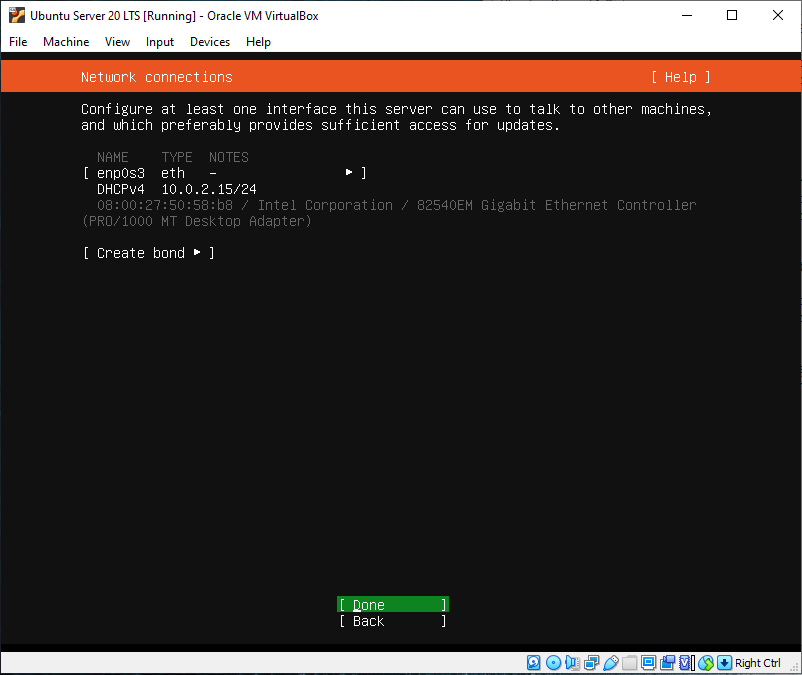 Ubuntu Server 20 LTS [Running] - Oracle VM VirtualBox
File Machine View Input Devices Help
Network connections [ Help ]
Configure at least one interface this server can use to talk to other machines,
and which preferably provides sufficient access for updates.
NAME TYPE NOTES
[ enp0s3 eth - ▸ ]
DHCPv4 10.0.2.15/24
08:00:27:50:58:b8 / Intel Corporation / 82540EM Gigabit Ethernet Controller
(PRO/1000 MT Desktop Adapter)
[ Create bond ▸ ]
[ Done ]
[ Back ]
Right Ctrl